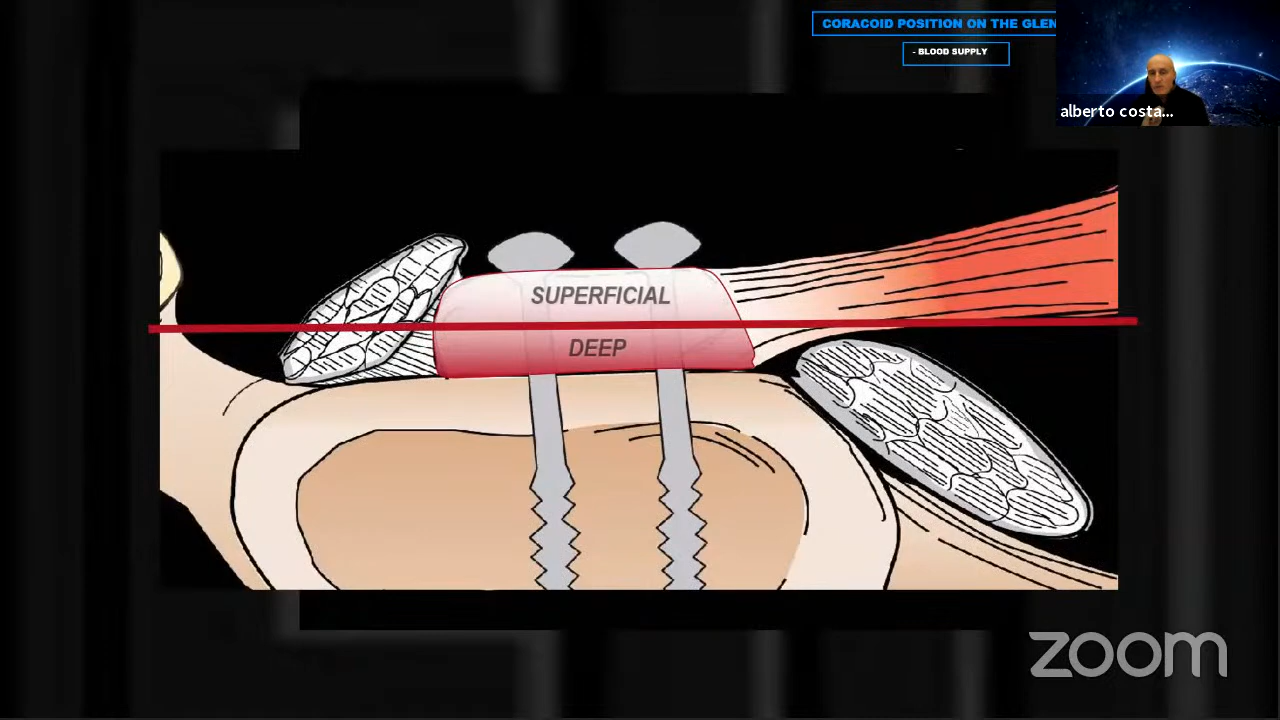 CORACOID POSITION ON THE GLEN
- BLOOD SUPPLY
alberto costa...
SUPERFICIAL
DEEP
zoom